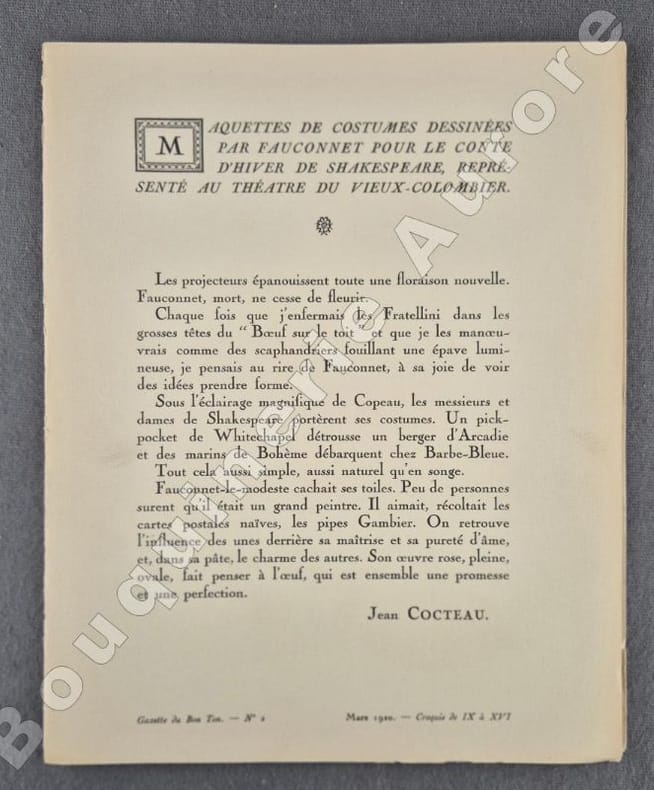 MAQUETTES DE COSTUMES DESSINÉES
PAR FAUCONNET POUR LE CONTE
D'HIVER DE SHAKESPEARE, REPRÉ-
SENTÉ AU THÉATRE DU VIEUX-COLOMBIER.
Les projecteurs épanouissent toute une floraison nouvelle.
Fauconnet, mort, ne cesse de fleurir.
Chaque fois que j'enfermais les Fratellini dans les
grosses têtes du “ Bœuf sur le toit ” et que je les manœu-
vrais comme des scaphandriers fouillant une épave lumi-
neuse, je pensais au rire de Fauconnet, à sa joie de voir
des idées prendre forme.
Sous l'éclairage magnifique de Copeau, les messieurs et
dames de Shakespeare portèrent ses costumes. Un pick-
pocket de Whitechapel détrousse un berger d'Arcadie
et des marins de Bohème débarquent chez Barbe-Bleue.
Tout cela aussi simple, aussi naturel qu'en songe.
Fauconnet-le-modeste cachait ses toiles. Peu de personnes
surent qu'il était un grand peintre. Il aimait, récoltait les
cartes postales naïves, les pipes Gambier. On retrouve
l'influence des unes derrière sa maîtrise et sa pureté d'âme,
et, dans sa pâte, le charme des autres. Son œuvre rose, pleine,
ovale, fait penser à l'œuf, qui est ensemble une promesse
et une perfection.
Jean COCTEAU.
Gazette du Bon Ton. — N° 2
Mars 1920. — Croquis de IX à XVI
Bouquinerie Aurore